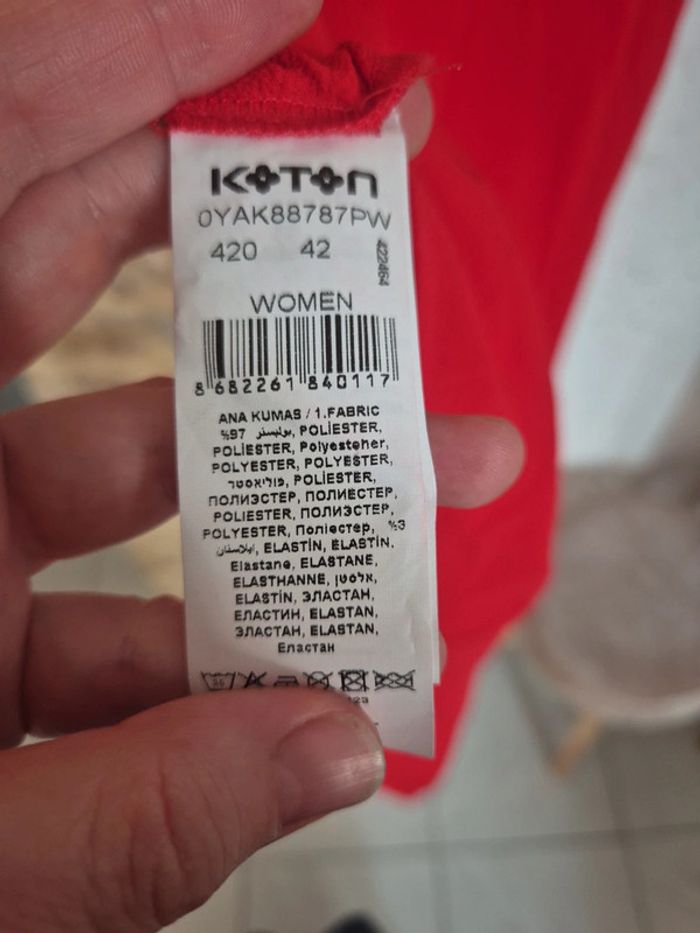 KOTON
0YAK88787PW
420 42
422464
WOMEN
8 682261 840117
ANA KUMAS / 1.FABRIC
%97 بوليستر, POLİESTER,
POLİESTER, Polyesteher,
POLYESTER, POLYESTER,
פוליאסטר, POLİESTER,
ПОЛИЭСТЕР, ПОЛИЕСТЕР,
POLIESTER, ПОЛИЭСТЕР,
POLYESTER, Поліестер, %3
ايلاستان, ELASTİN, ELASTİN,
Elastane, ELASTANE,
ELASTHANNE, אלסטן,
ELASTİN, ЭЛАСТАН,
ЕЛАСТИН, ELASTAN,
ЭЛАСТАН, ELASTAN,
Еластан